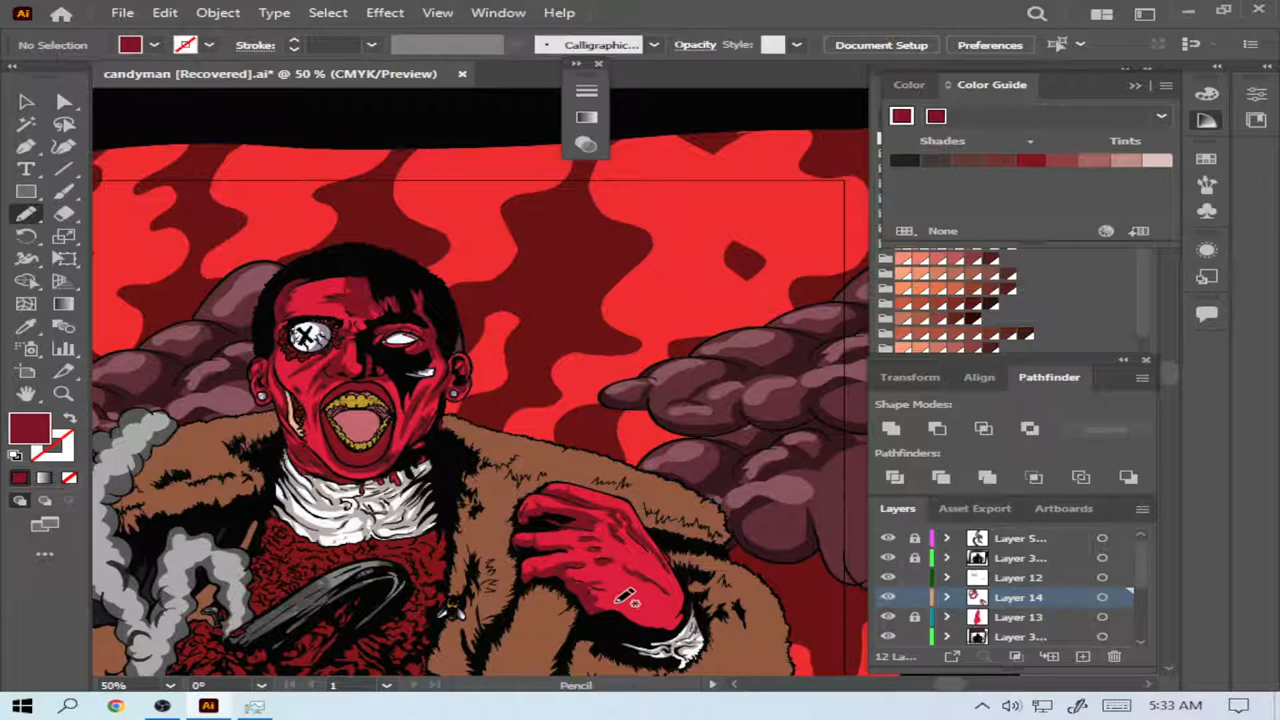 Ai File Edit Object Type Select Effect View Window Help
No Selection Stroke: Calligraphic... Opacity Style: Document Setup Preferences
candyman [Recovered].ai* @ 50 % (CMYK/Preview)
Color Color Guide
Shades Tints
None
Transform Align Pathfinder
Shape Modes:
Pathfinders:
Layers Asset Export Artboards
Layer 5...
Layer 3...
Layer 12
Layer 14
Layer 13
Layer 3...
12 La...
50% 0° 1 Pencil
Ai 5:33 AM